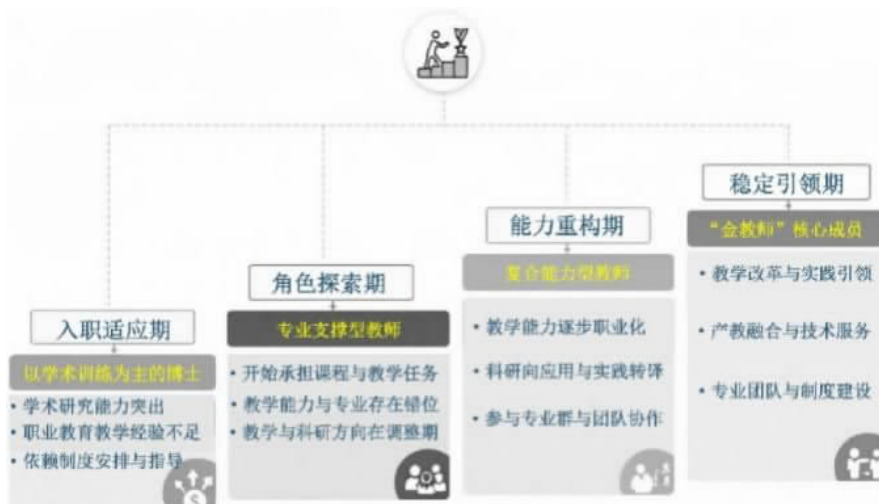 入职适应期
以学术训练为主的博士
• 学术研究能力突出
• 职业教育教学经验不足
• 依赖制度安排与指导
角色探索期
专业支撑型教师
• 开始承担课程与教学任务
• 教学能力与专业存在错位
• 教学与科研方向在调整期
能力重构期
复合能力型教师
• 教学能力逐步职业化
• 科研向应用与实践转译
• 参与专业群与团队协作
稳定引领期
“金教师”核心成员
• 教学改革与实践引领
• 产教融合与技术服务
• 专业团队与制度建设